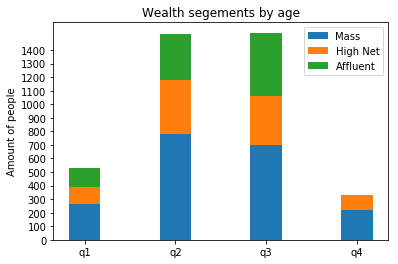 Wealth segements by age
Mass
High Net
Affluent
Amount of people
1400
1300
1200
1100
1000
900
800
700
600
500
400
300
200
100
0
q1 q2 q3 q4